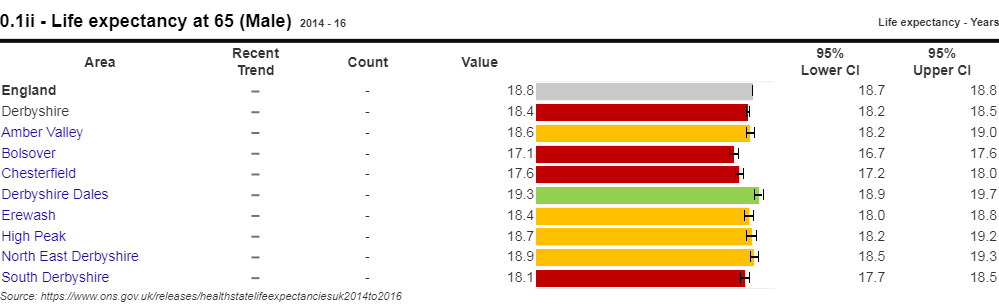 0.1ii - Life expectancy at 65 (Male) 2014 - 16 Life expectancy - Years
Area Recent Trend Count Value 95% Lower CI 95% Upper CI
England – - 18.8 18.7 18.8
Derbyshire – - 18.4 18.2 18.5
Amber Valley – - 18.6 18.2 19.0
Bolsover – - 17.1 16.7 17.6
Chesterfield – - 17.6 17.2 18.0
Derbyshire Dales – - 19.3 18.9 19.7
Erewash – - 18.4 18.0 18.8
High Peak – - 18.7 18.2 19.2
North East Derbyshire – - 18.9 18.5 19.3
South Derbyshire – - 18.1 17.7 18.5
Source: https://www.ons.gov.uk/releases/healthstatelifeexpectanciesuk2014to2016